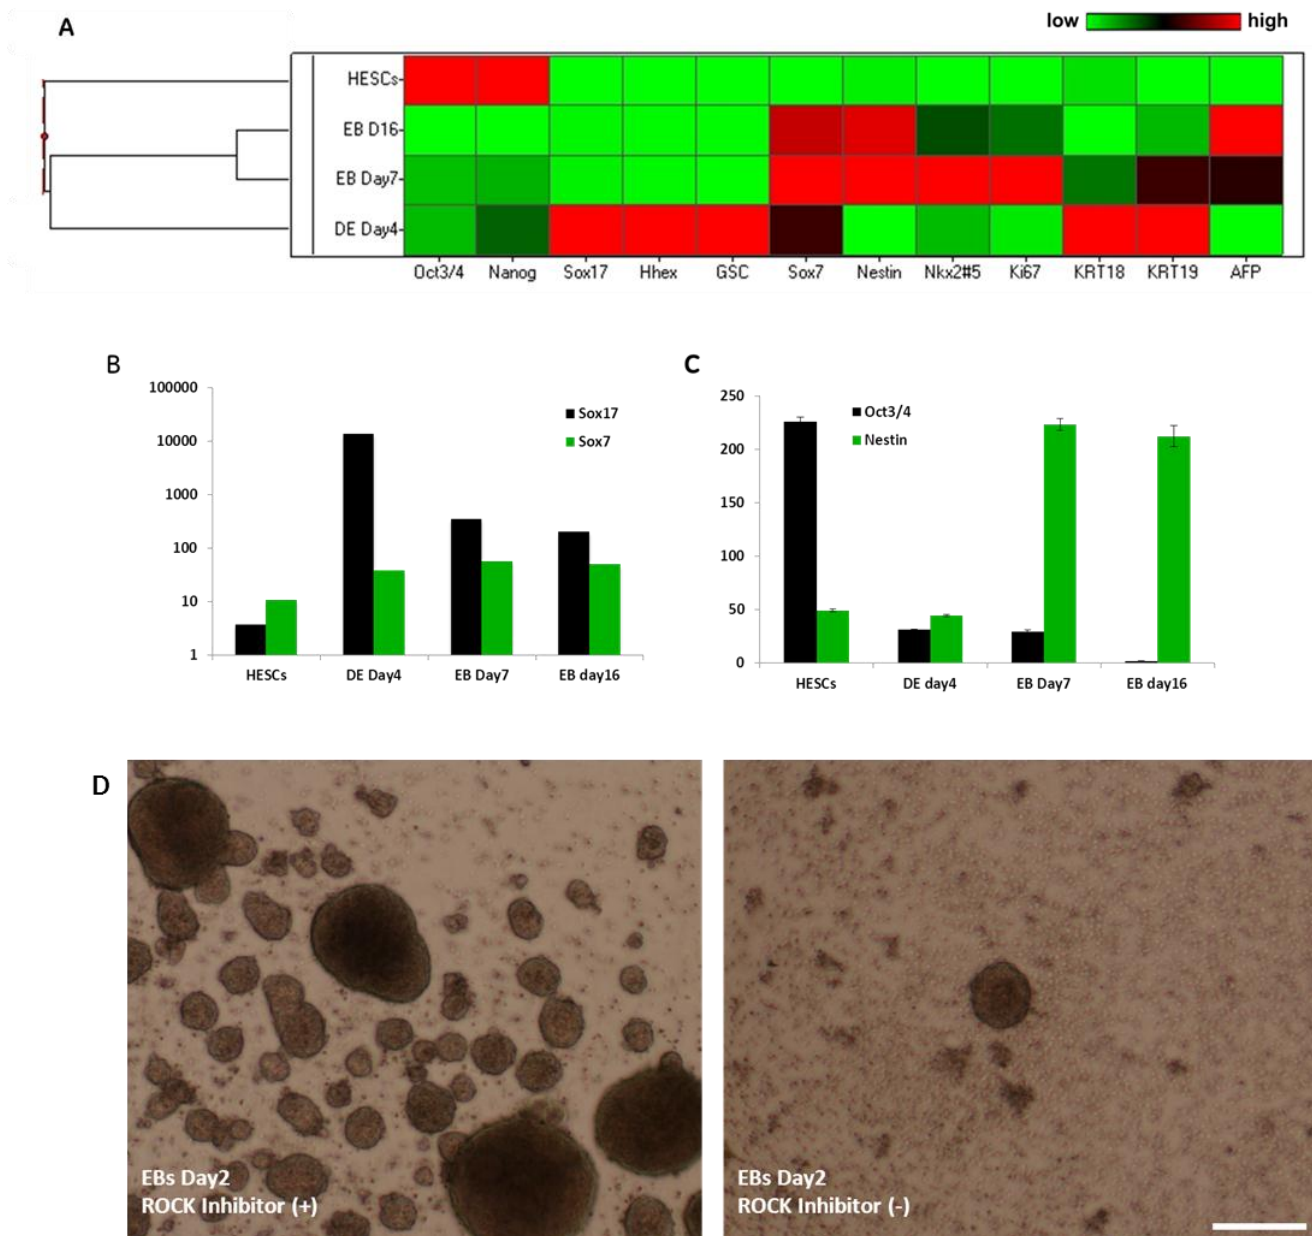 A
low high
HESCs
EB D16
EB Day7
DE Day4
Oct3/4 Nanog Sox17 Hhex GSC Sox7 Nestin Nkx2#5 Ki67 KRT18 KRT19 AFP
B
100000
10000
1000
100
10
1
Sox17
Sox7
HESCs DE Day4 EB Day7 EB day16
C
250
200
150
100
50
0
Oct3/4
Nestin
HESCs DE day4 EB Day7 EB day16
D
EBs Day2
ROCK Inhibitor (+)
EBs Day2
ROCK Inhibitor (-)